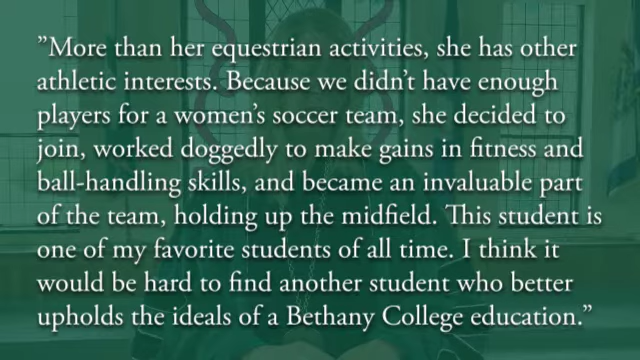 ”More than her equestrian activities, she has other
athletic interests. Because we didn’t have enough
players for a women’s soccer team, she decided to
join, worked doggedly to make gains in fitness and
ball-handling skills, and became an invaluable part
of the team, holding up the midfield. This student is
one of my favorite students of all time. I think it
would be hard to find another student who better
upholds the ideals of a Bethany College education.”